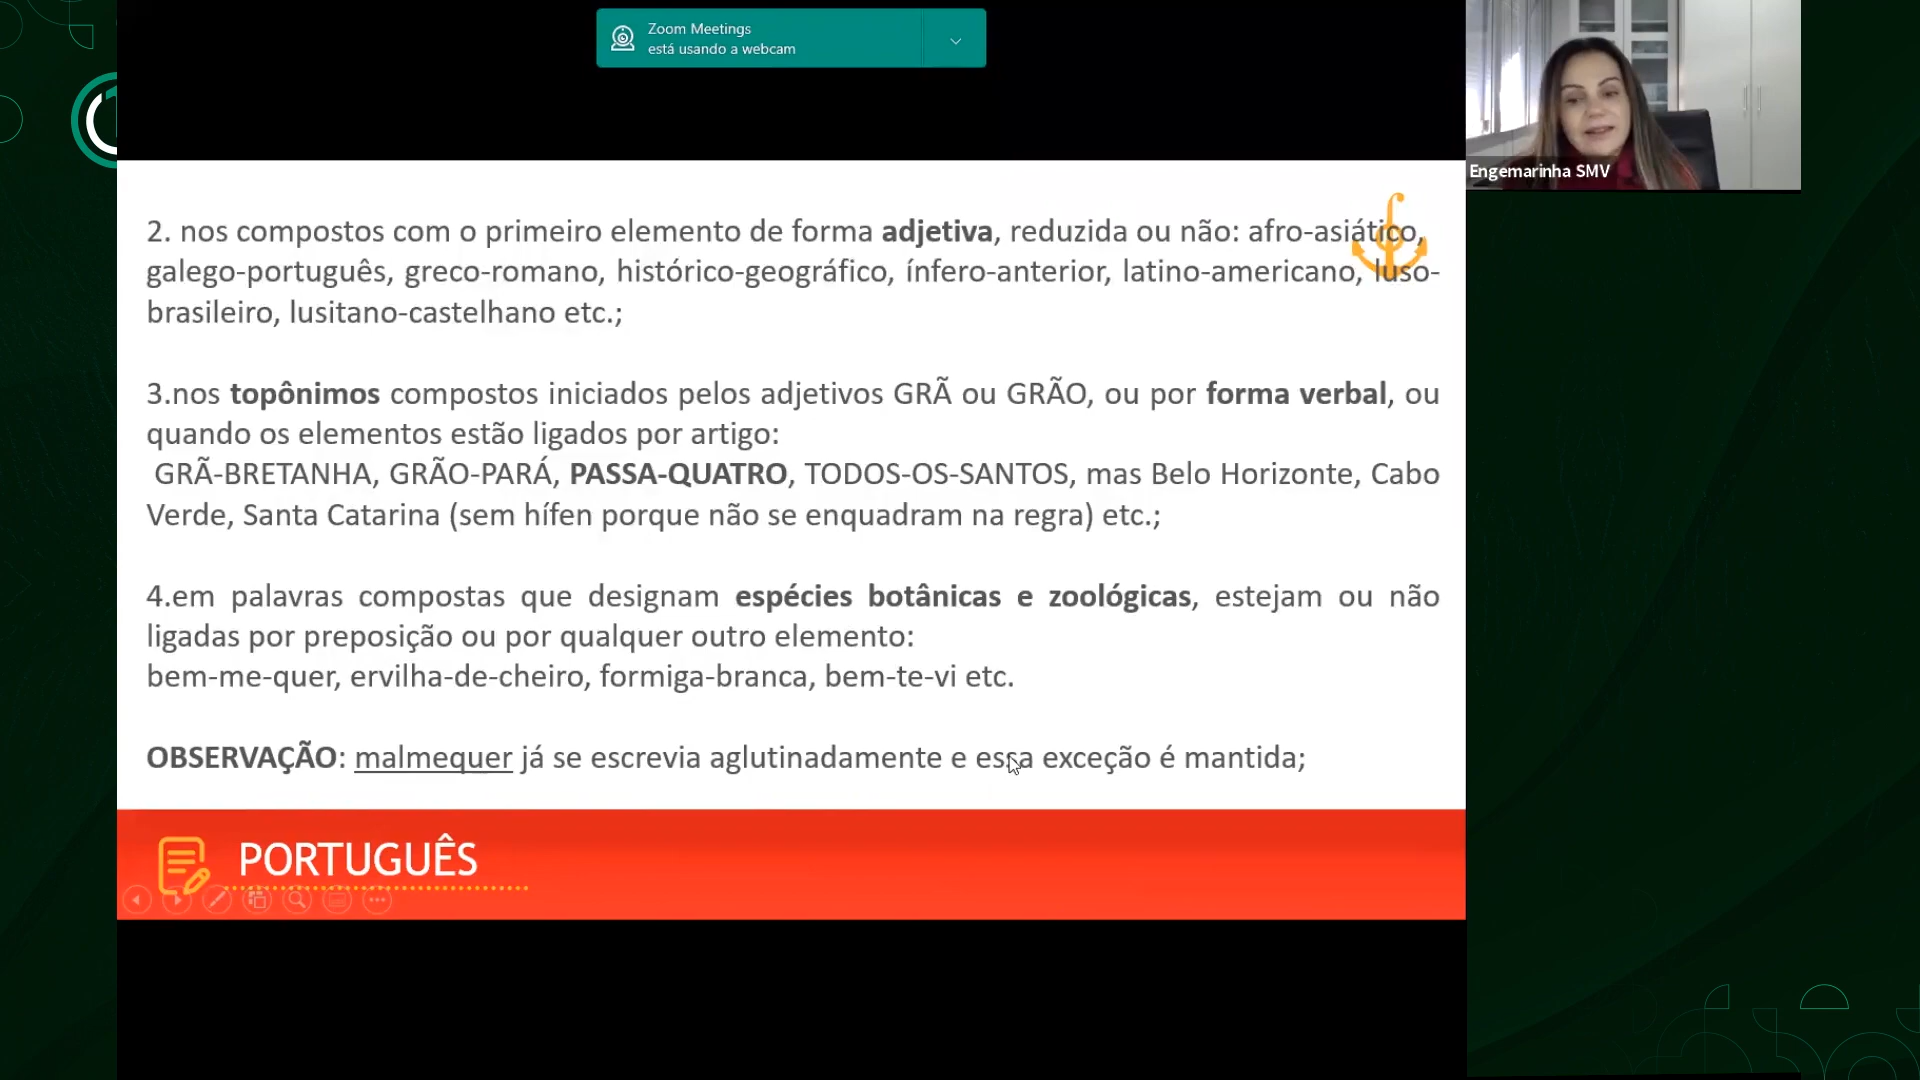 Zoom Meetings
está usando a webcam
Engemarinha SMV
2. nos compostos com o primeiro elemento de forma adjetiva, reduzida ou não: afro-asiático,
galego-português, greco-romano, histórico-geográfico, ínfero-anterior, latino-americano, luso-
brasileiro, lusitano-castelhano etc.;
3.nos topônimos compostos iniciados pelos adjetivos GRÃ ou GRÃO, ou por forma verbal, ou
quando os elementos estão ligados por artigo:
GRÃ-BRETANHA, GRÃO-PARÁ, PASSA-QUATRO, TODOS-OS-SANTOS, mas Belo Horizonte, Cabo
Verde, Santa Catarina (sem hífen porque não se enquadram na regra) etc.;
4.em palavras compostas que designam espécies botânicas e zoológicas, estejam ou não
ligadas por preposição ou por qualquer outro elemento:
bem-me-quer, ervilha-de-cheiro, formiga-branca, bem-te-vi etc.
OBSERVAÇÃO: malmequer já se escrevia aglutinadamente e essa exceção é mantida;
PORTUGUÊS